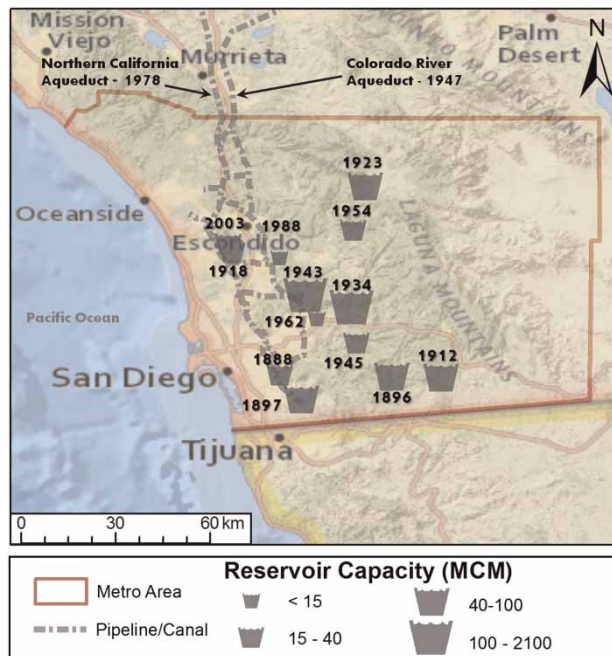 Mission
Viejo
Murrieta
Palm
Desert
N
Northern California
Aqueduct - 1978
Colorado River
Aqueduct - 1947
MOUNTAINS
1923
1954
Oceanside
2003
1988
Escondido
1918
1943
1934
LAGUNA MOUNTAINS
Pacific Ocean
1962
1945
1912
1888
San Diego
1897
1896
Tijuana
0 30 60 km
Reservoir Capacity (MCM)
Metro Area
Pipeline/Canal
< 15
15 - 40
40-100
100 - 2100